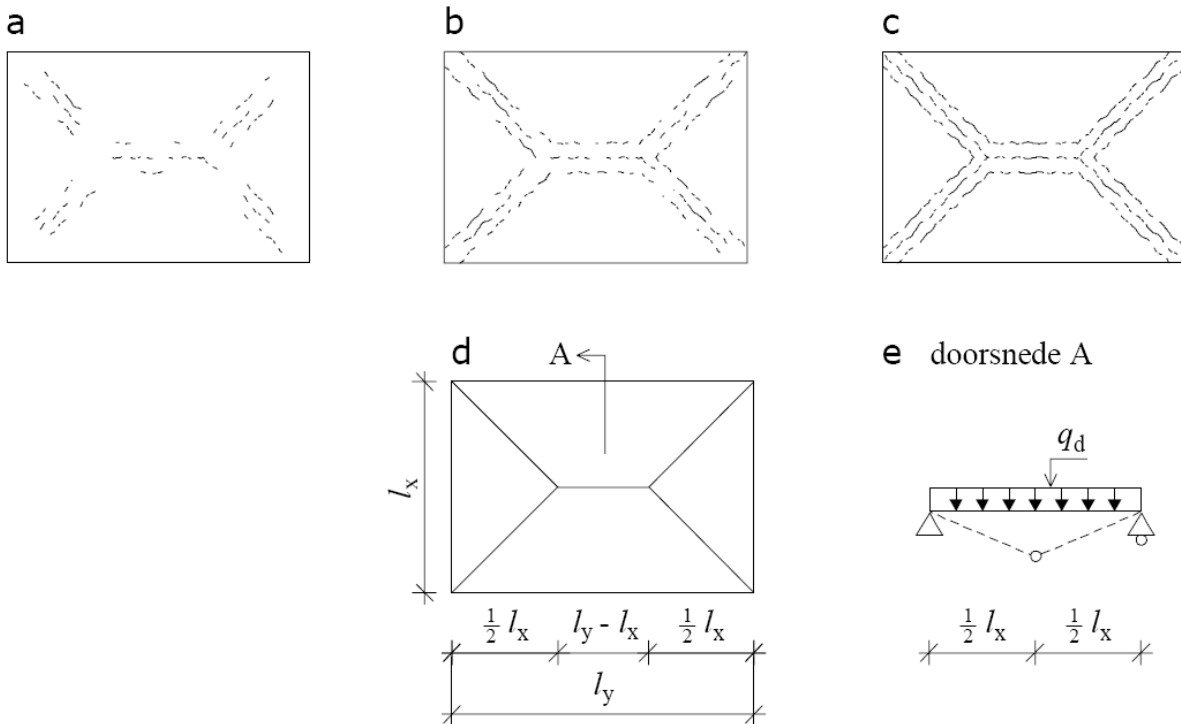 a
b
c
d
A
e doorsnede A
q_d
l_x
½ l_x
l_y - l_x
½ l_x
½ l_x
½ l_x
l_y